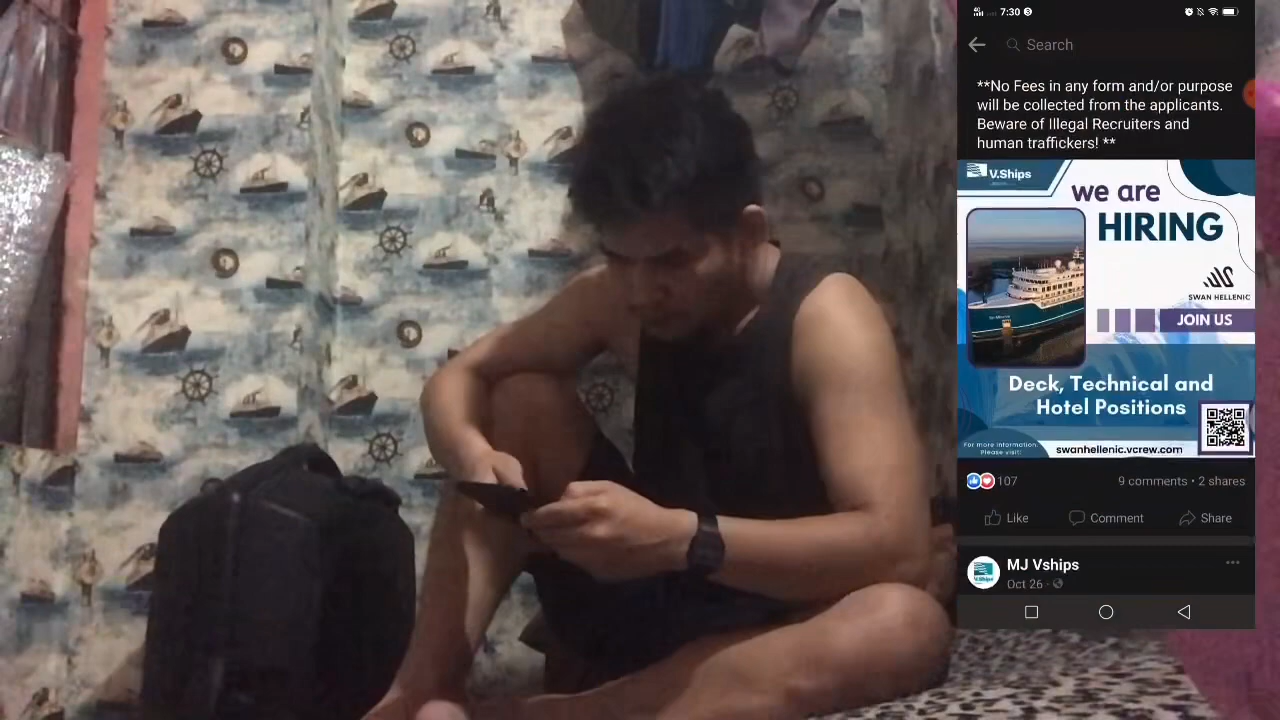 7:30
Search
**No Fees in any form and/or purpose
will be collected from the applicants.
Beware of Illegal Recruiters and
human traffickers! **
V.Ships
we are
HIRING
SWAN HELLENIC
JOIN US
Deck, Technical and
Hotel Positions
For more information,
Please visit:
swanhellenic.vcrew.com
107
9 comments • 2 shares
Like
Comment
Share
MJ Vships
Oct 26 ·